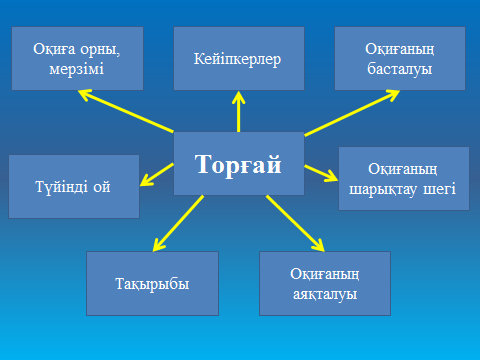 Оқиға орны,
мерзімі
Кейіпкерлер
Оқиғаның
басталуы
Торғай
Түйінді ой
Оқиғаның
шарықтау шегі
Тақырыбы
Оқиғаның
аяқталуы